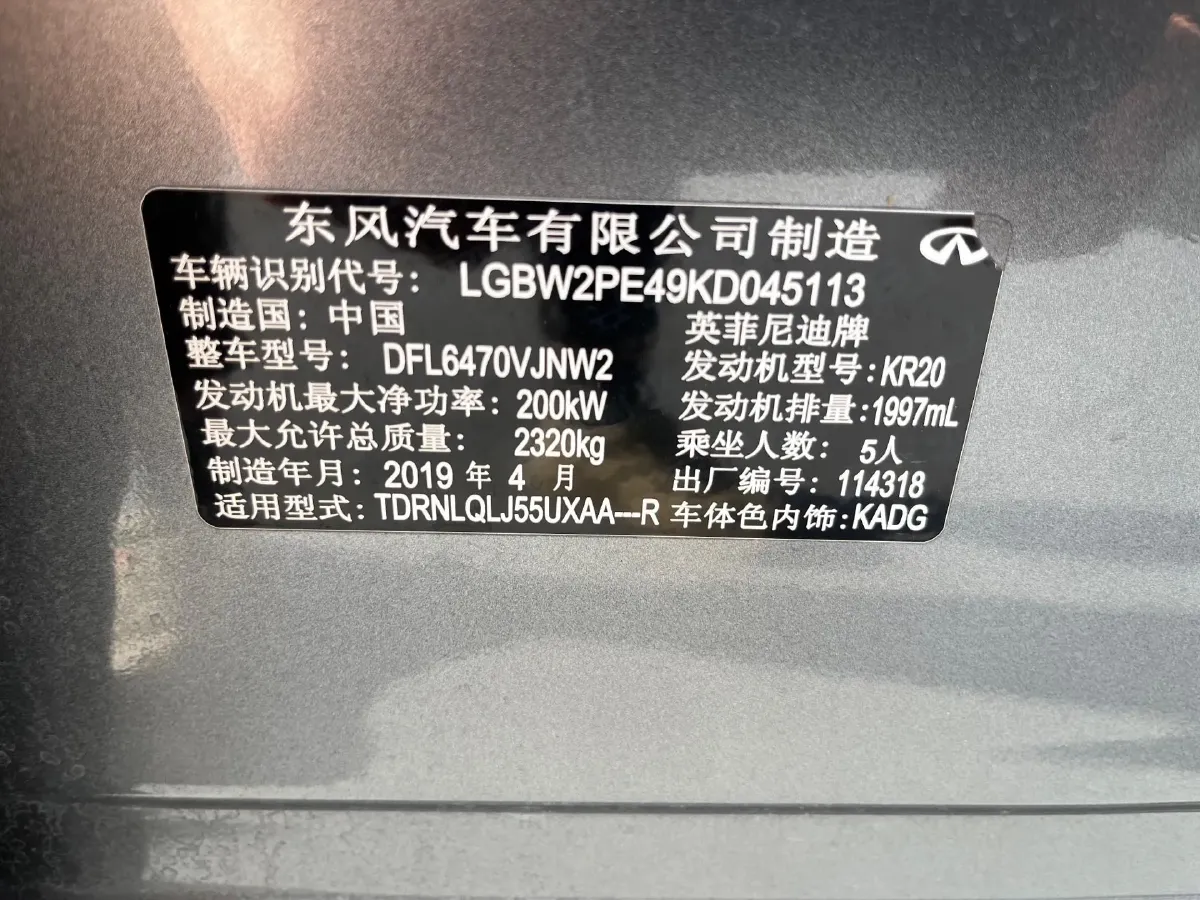 东风汽车有限公司制造
车辆识别代号： LGBW2PE49KD045113
制造国：中国 英菲尼迪牌
整车型号： DFL6470VJNW2 发动机型号:KR20
发动机最大净功率：200kW 发动机排量:1997mL
最大允许总质量： 2320kg 乘坐人数： 5人
制造年月：2019 年 4 月 出厂编号：114318
适用型式：TDRNLQLJ55UXAA---R 车体色内饰:KADG